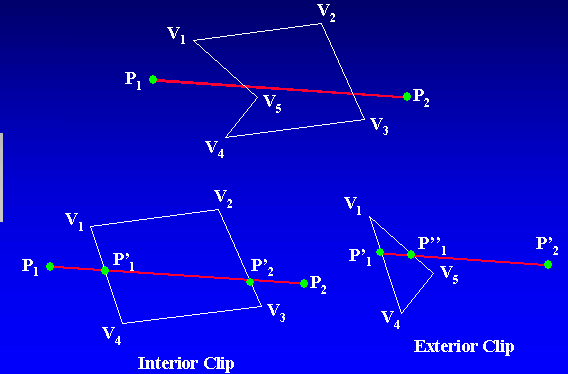 V2
V1
P1
P2
V5
V3
V4
V2
V1
P'1
P1
P'2
P2
V3
V4
Interior Clip
V1
P''1
P'2
P'1
V5
V4
Exterior Clip